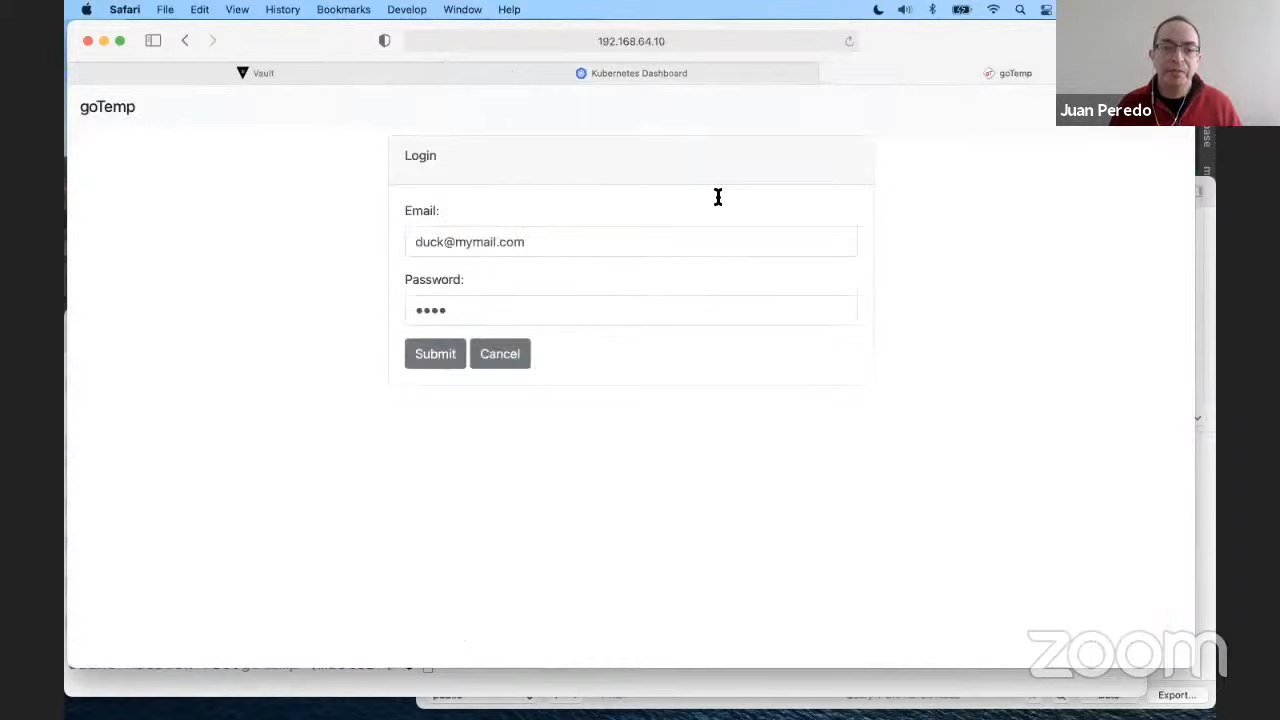 Safari File Edit View History Bookmarks Develop Window Help
192.168.64.10
Vault
Kubernetes Dashboard
goTemp
Juan Peredo
goTemp
Login
Email:
duck@mymail.com
Password:
Submit
Cancel
zoom
Export...